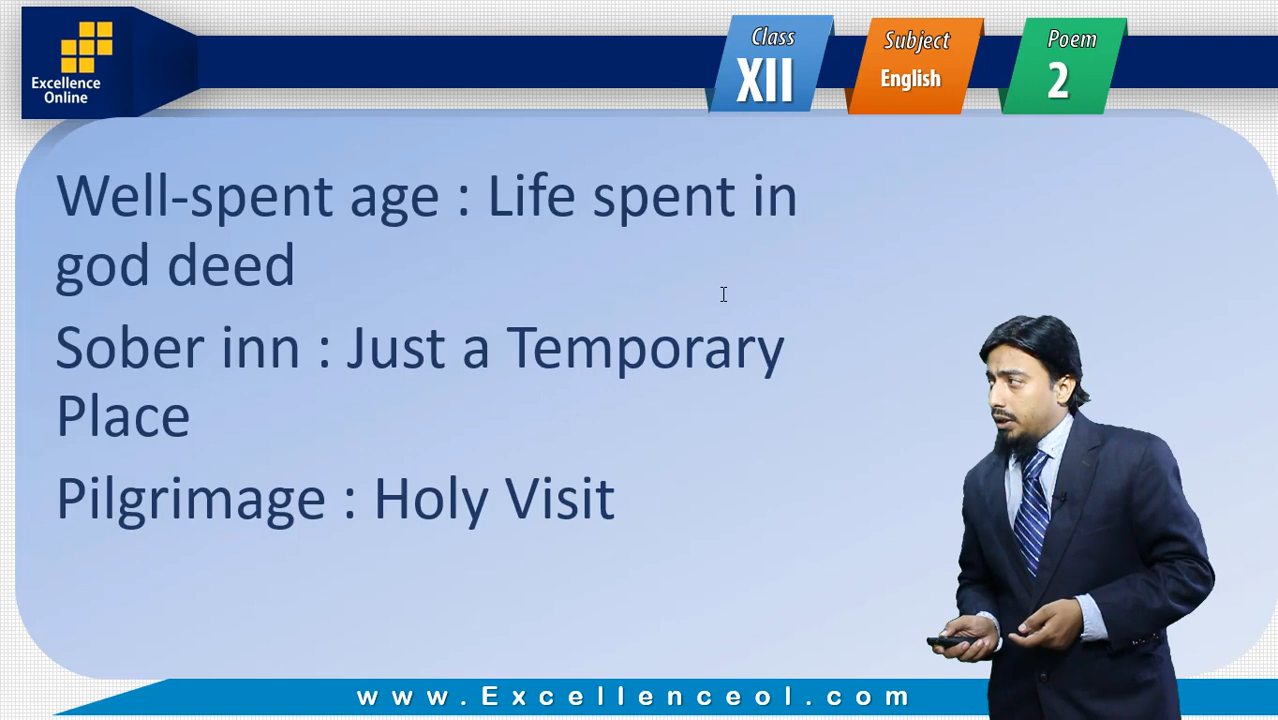 Excellence
Online
Class
XII
Subject
English
Poem
2
Well-spent age : Life spent in
god deed
Sober inn : Just a Temporary
Place
Pilgrimage : Holy Visit
www.Excellenceol.com